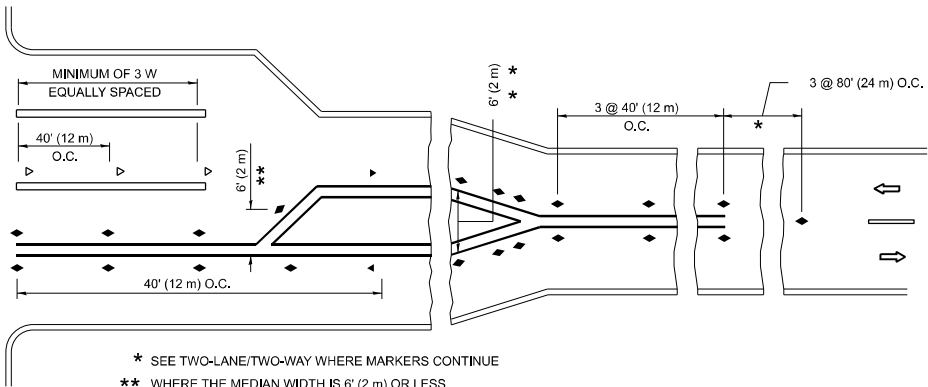 MINIMUM OF 3 W
EQUALLY SPACED
40' (12 m)
O.C.
6' (2 m)
**
6' (2 m)
* *
3 @ 40' (12 m)
O.C.
3 @ 80' (24 m) O.C.
*
40' (12 m) O.C.
* SEE TWO-LANE/TWO-WAY WHERE MARKERS CONTINUE
** WHERE THE MEDIAN WIDTH IS 6' (2 m) OR LESS